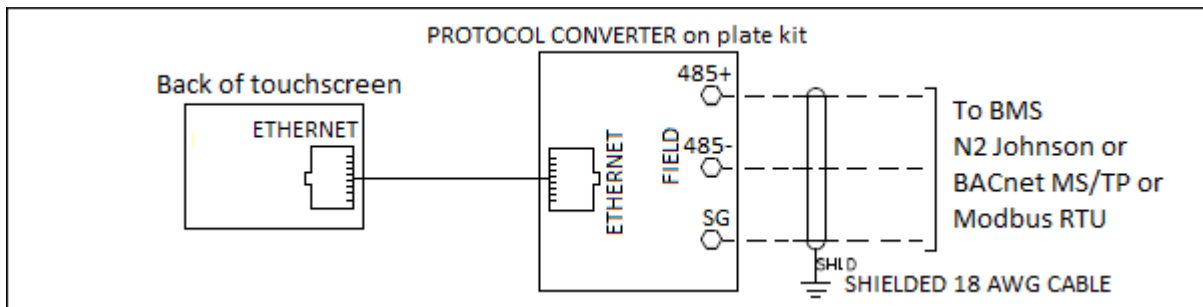 PROTOCOL CONVERTER on plate kit
Back of touchscreen
ETHERNET
ETHERNET
FIELD
485+
485-
SG
To BMS
N2 Johnson or
BACnet MS/TP or
Modbus RTU
SHLD
SHIELDED 18 AWG CABLE